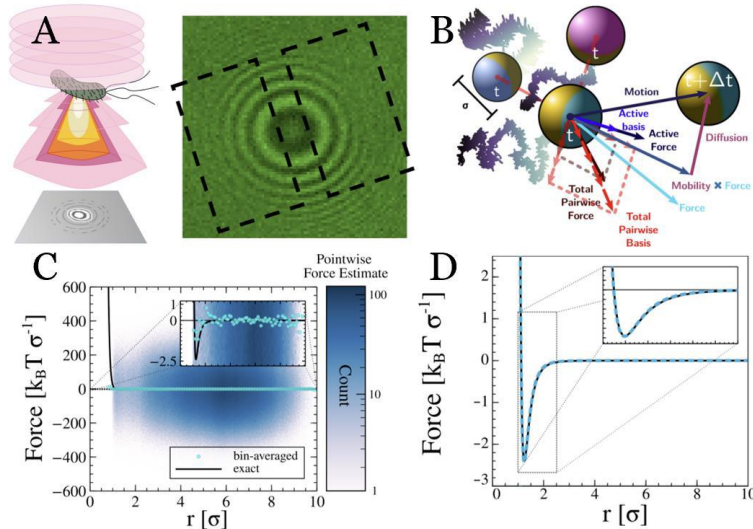 A
B
t
t
t
t+Δt
σ
Motion
Active
basis
Active
Force
Diffusion
Total
Pairwise
Force
Mobility × Force
Total
Pairwise
Basis
Force
C
Pointwise
Force Estimate
Force [k_BT σ⁻¹]
600
400
200
0
−200
−400
−600
1
0
−2.5
bin-averaged
exact
0 2 4 6 8 10
r [σ]
100
10
1
Count
D
Force [k_BT σ⁻¹]
2
1
0
−1
−2
−3
0 2 4 6 8 10
r [σ]